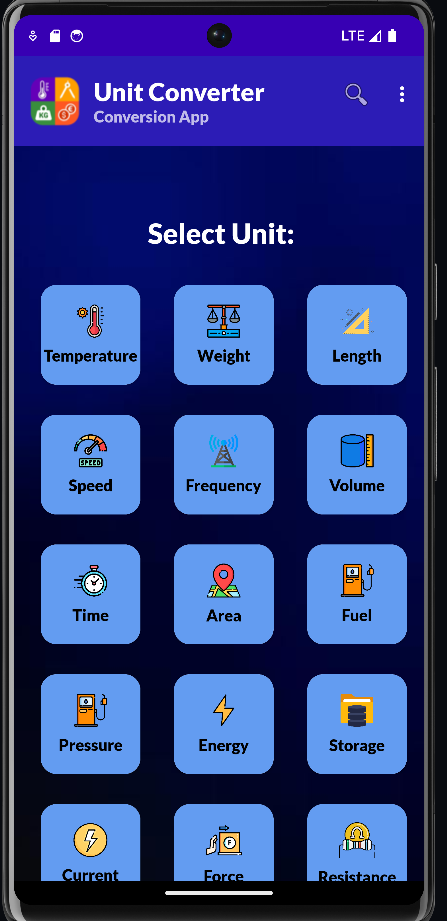 LTE
KG
Unit Converter
Conversion App
Select Unit:
Temperature
Weight
Length
SPEED
Speed
Frequency
Volume
Time
Area
Fuel
Pressure
Energy
Storage
F
Current
Force
Resistance